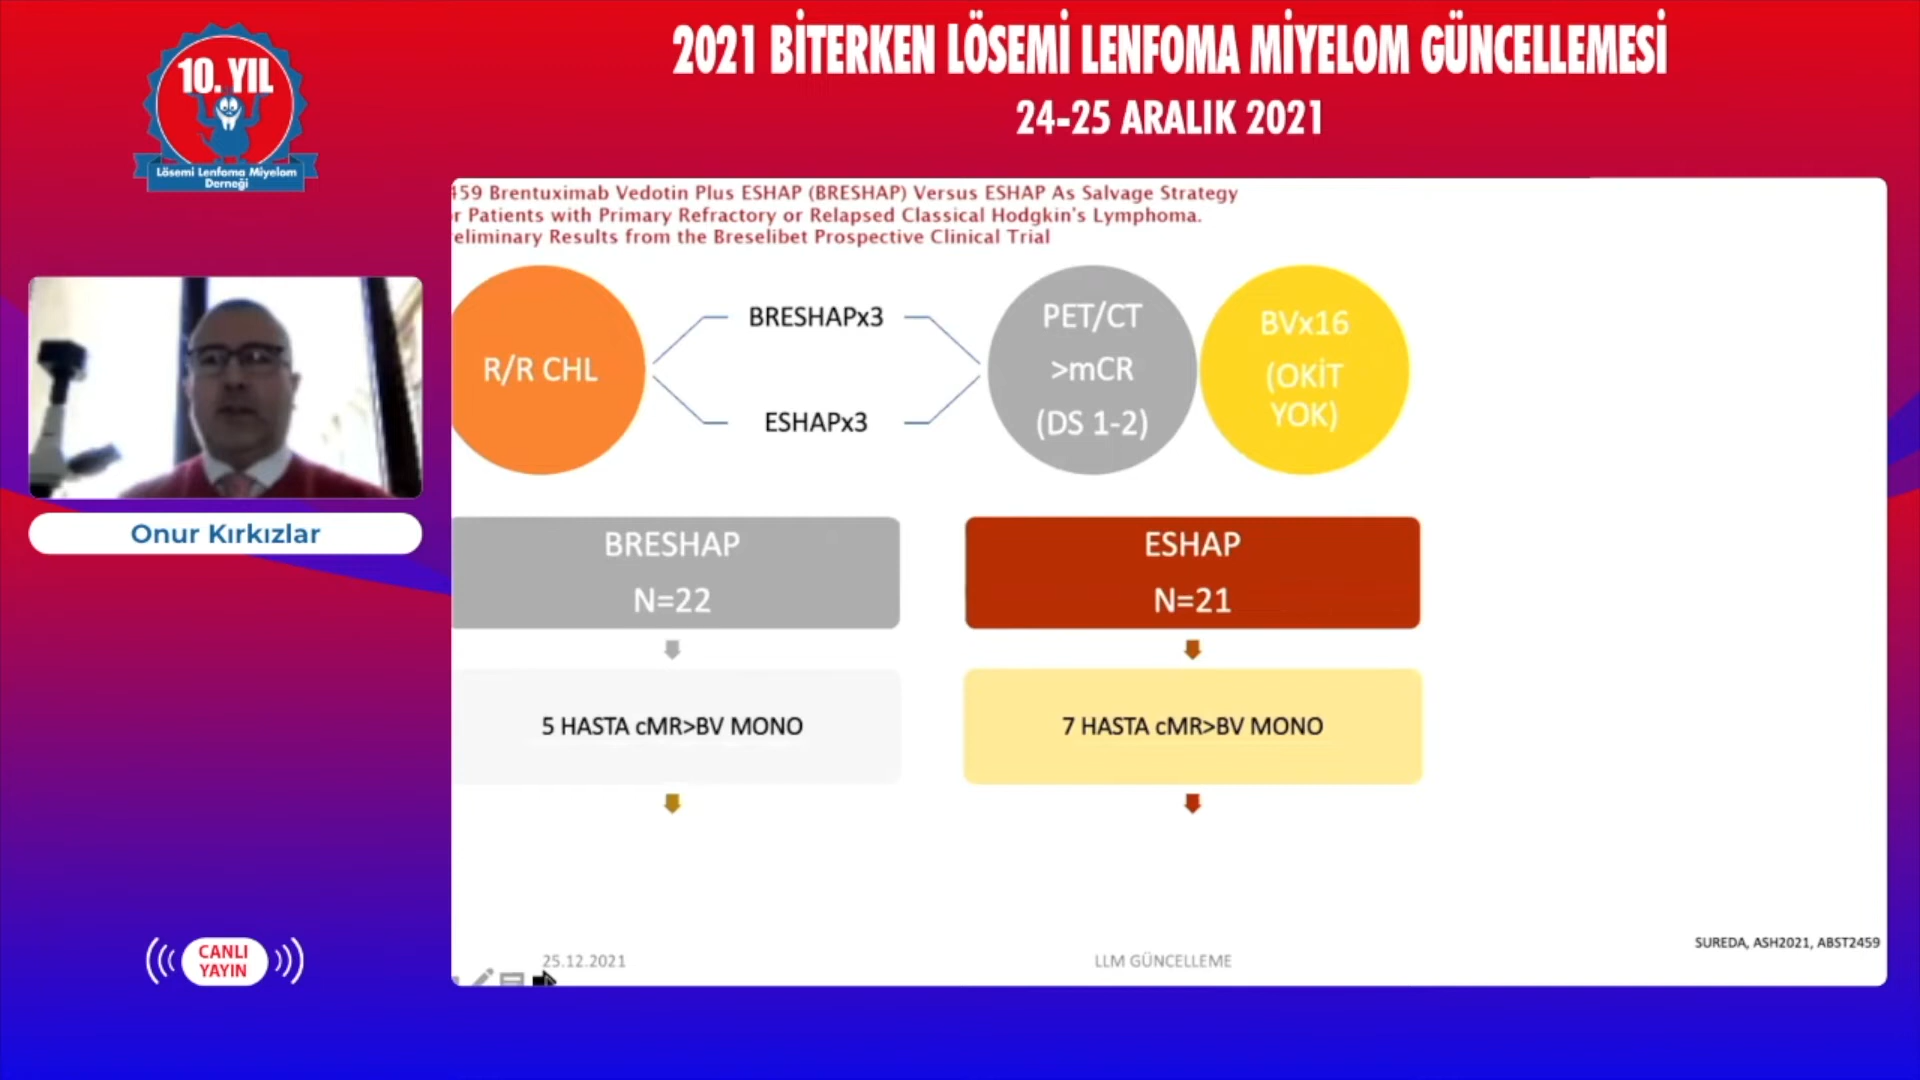 10. YIL
Lösemi Lenfoma Miyelom
Derneği
2021 BİTERKEN LÖSEMİ LENFOMA MİYELOM GÜNCELLEMESİ
24-25 ARALIK 2021
459 Brentuximab Vedotin Plus ESHAP (BRESHAP) Versus ESHAP As Salvage Strategy
r Patients with Primary Refractory or Relapsed Classical Hodgkin's Lymphoma.
eliminary Results from the Breselibet Prospective Clinical Trial
R/R CHL
BRESHAPx3
ESHAPx3
PET/CT
>mCR
(DS 1-2)
BVx16
(OKİT
YOK)
Onur Kırkızlar
BRESHAP
N=22
5 HASTA cMR>BV MONO
ESHAP
N=21
7 HASTA cMR>BV MONO
SUREDA, ASH2021, ABST2459
25.12.2021
LLM GÜNCELLEME
CANLI
YAYIN